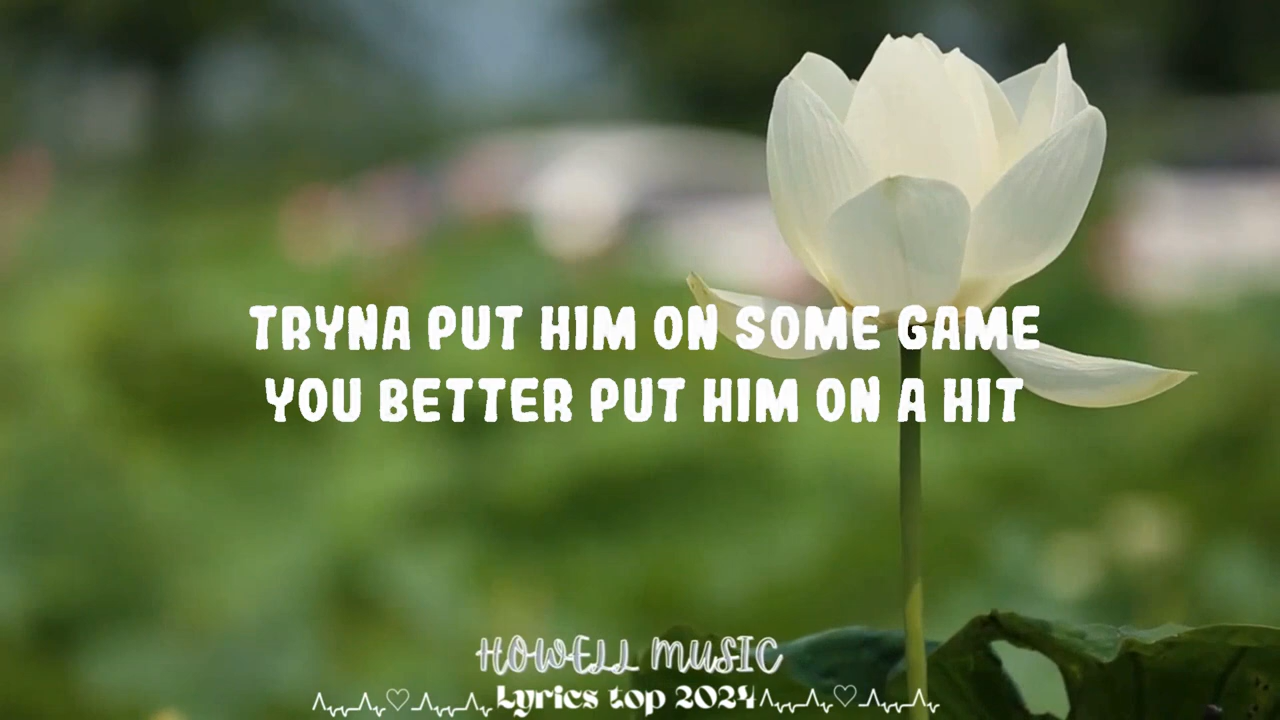 TRYNA PUT HIM ON SOME GAME
YOU BETTER PUT HIM ON A HIT
HOWELL MUSIC
Lyrics top 2024